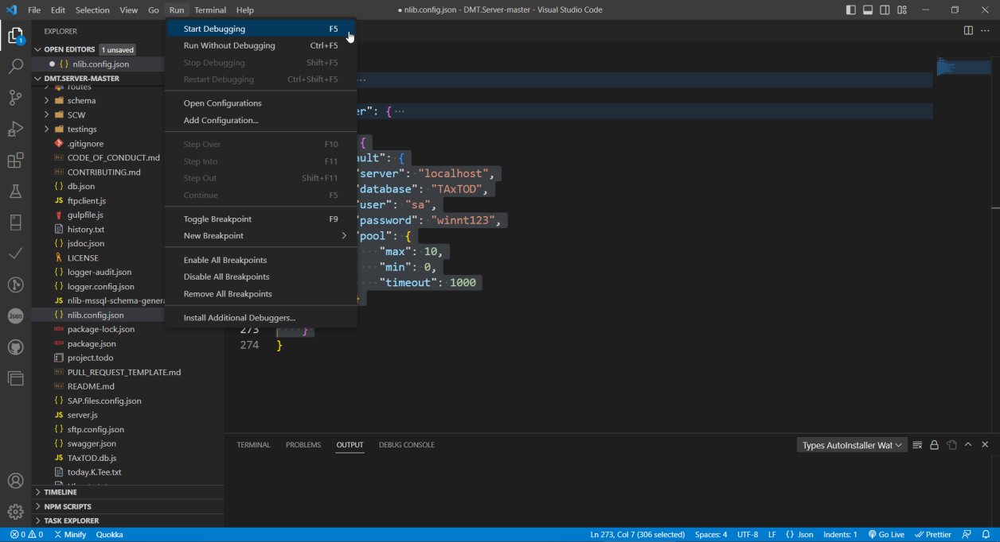 File Edit Selection View Go Run Terminal Help ● nlib.config.json - DMT.Server-master - Visual Studio Code
EXPLORER
OPEN EDITORS 1 unsaved
● { } nlib.config.json
DMT.SERVER-MASTER
routes
schema
SCW
testings
.gitignore
CODE_OF_CONDUCT.md
CONTRIBUTING.md
{ } db.json
JS ftpclient.js
gulpfile.js
history.txt
{ } jsdoc.json
LICENSE
{ } logger-audit.json
{ } logger.config.json
JS nlib-mssql-schema-genera
{ } nlib.config.json
package-lock.json
package.json
project.todo
PULL_REQUEST_TEMPLATE.md
README.md
{ } SAP.files.config.json
JS server.js
{ } sftp.config.json
{ } swagger.json
JS TAxTOD.db.js
today.K.Tee.txt
TIMELINE
NPM SCRIPTS
TASK EXPLORER
1
Json
Start Debugging F5
Run Without Debugging Ctrl+F5
Stop Debugging Shift+F5
Restart Debugging Ctrl+Shift+F5
Open Configurations
Add Configuration...
Step Over F10
Step Into F11
Step Out Shift+F11
Continue F5
Toggle Breakpoint F9
New Breakpoint
Enable All Breakpoints
Disable All Breakpoints
Remove All Breakpoints
Install Additional Debuggers...
...
er": { ...
{
ault": {
"server": "localhost",
"database": "TAxTOD",
"user": "sa",
"password": "winnt123",
"pool": {
"max": 10,
"min": 0,
"timeout": 1000
}
273 }
274 }
TERMINAL PROBLEMS OUTPUT DEBUG CONSOLE Types AutoInstaller Wat
0 0 Minify Quokka Ln 273, Col 7 (306 selected) Spaces: 4 UTF-8 LF { } Json Indents: 1 Go Live Prettier